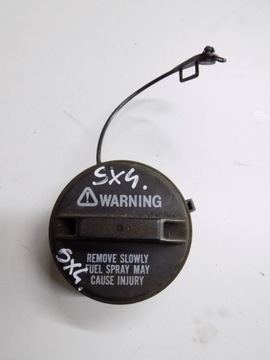 SX4.
WARNING
REMOVE SLOWLY
FUEL SPRAY MAY
CAUSE INJURY
SX4.